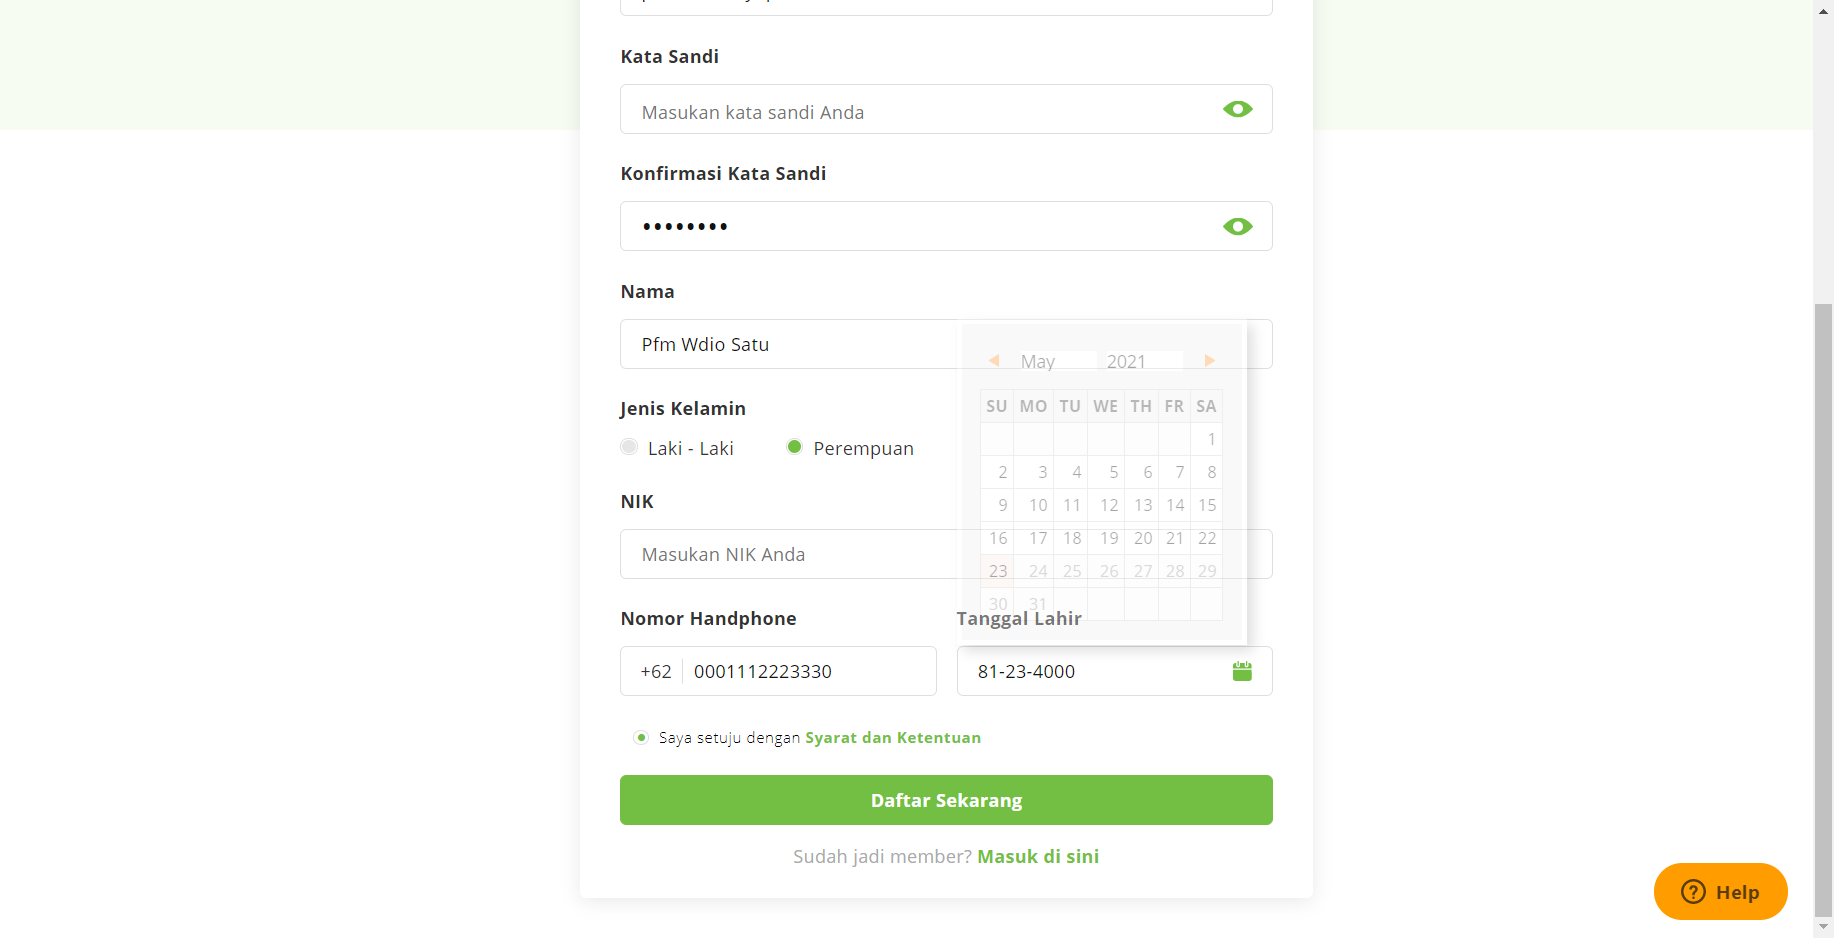 Kata Sandi
Masukan kata sandi Anda
Konfirmasi Kata Sandi
••••••••
Nama
Pfm Wdio Satu
May 2021
SU MO TU WE TH FR SA
1
2 3 4 5 6 7 8
9 10 11 12 13 14 15
16 17 18 19 20 21 22
23 24 25 26 27 28 29
30 31
Jenis Kelamin
Laki - Laki Perempuan
NIK
Masukan NIK Anda
Nomor Handphone
+62 0001112223330
Tanggal Lahir
81-23-4000
Saya setuju dengan Syarat dan Ketentuan
Daftar Sekarang
Sudah jadi member? Masuk di sini
Help